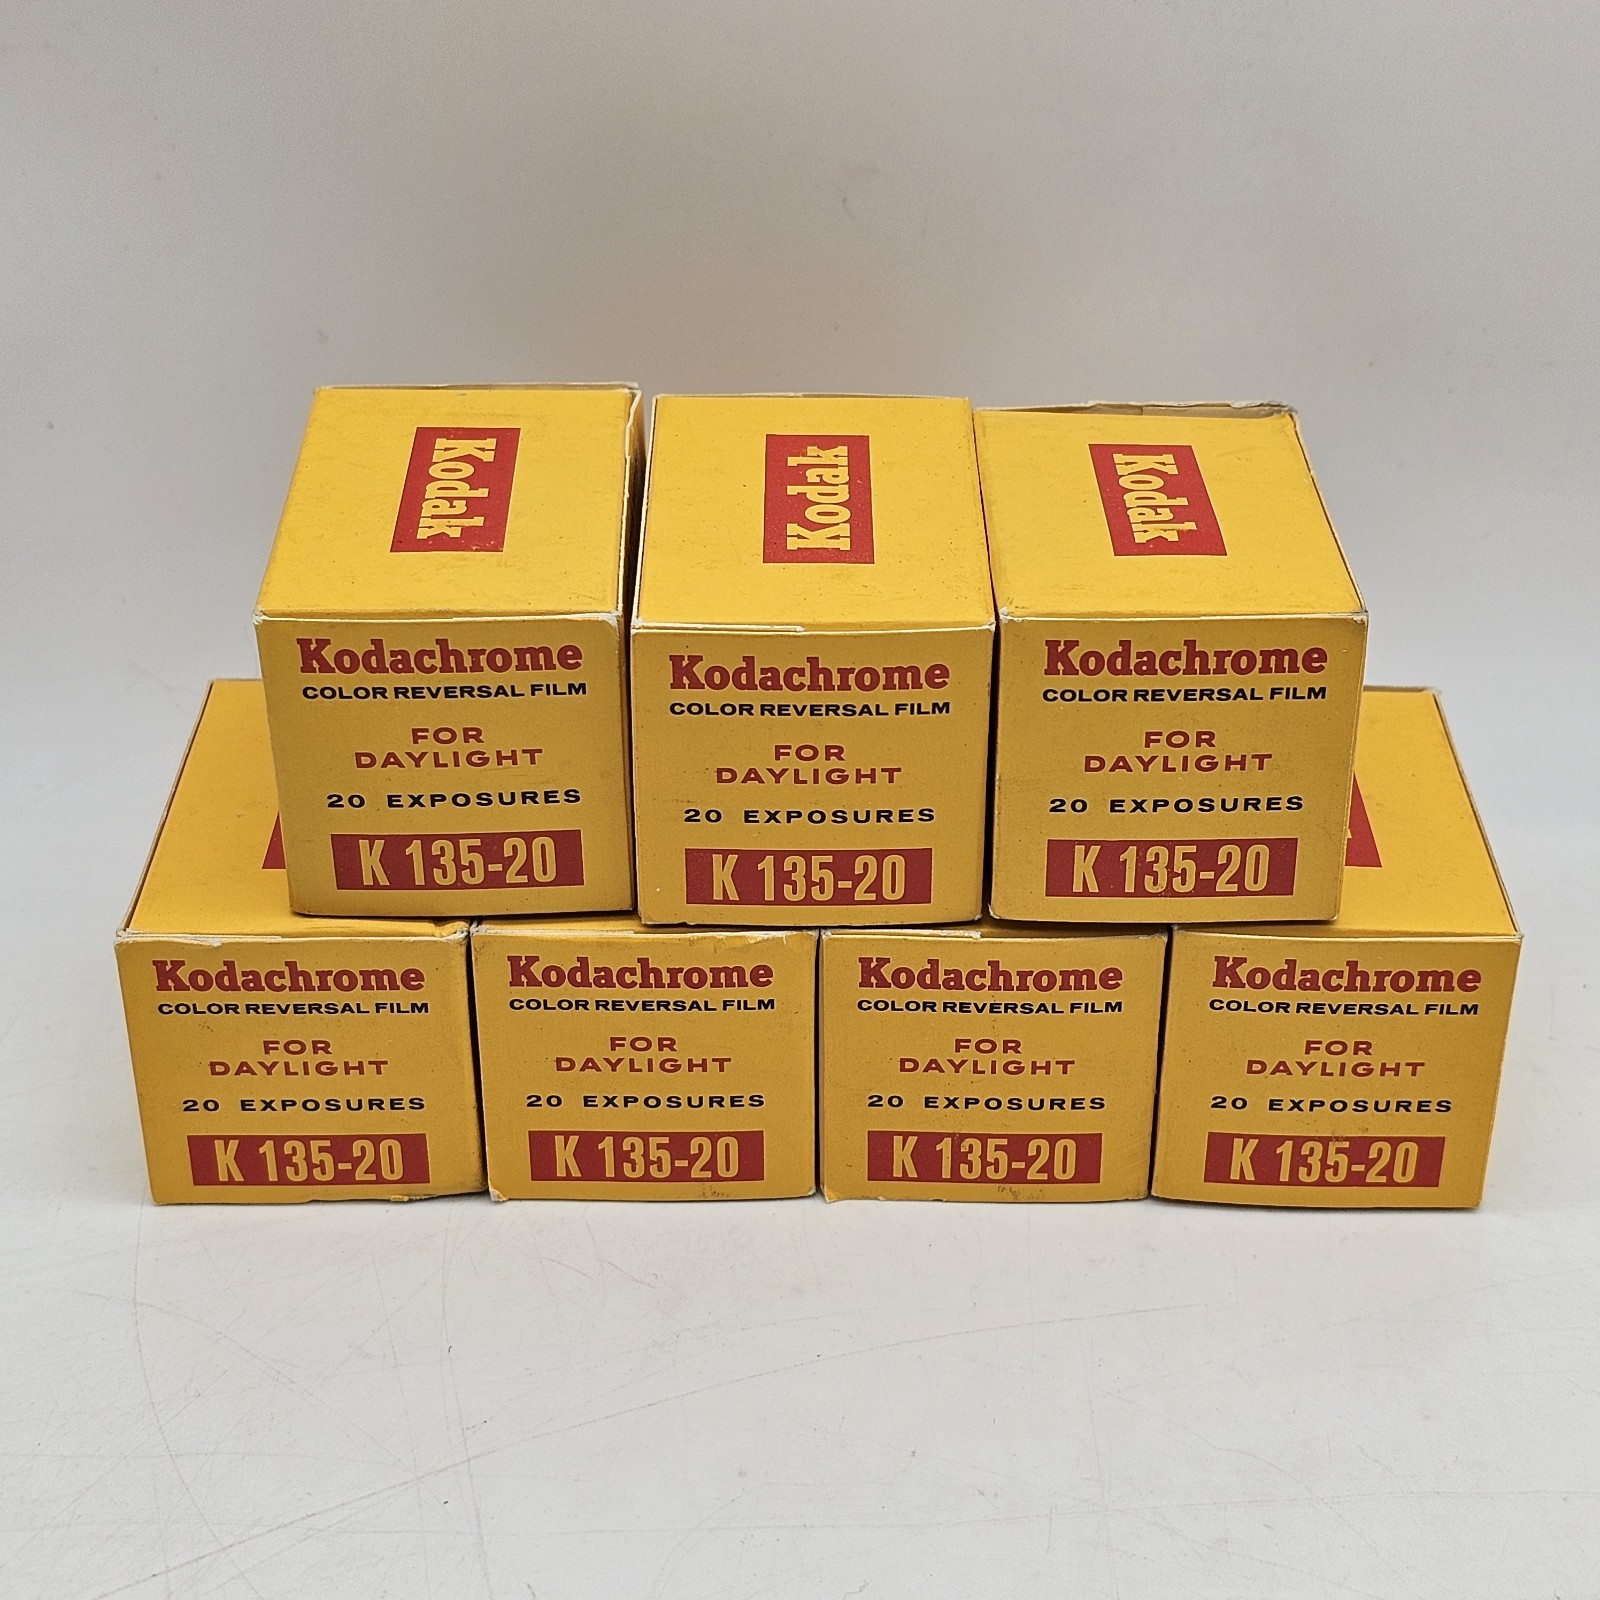 Kodak
Kodak
Kodak
Kodachrome
COLOR REVERSAL FILM
FOR
DAYLIGHT
20 EXPOSURES
K 135-20
Kodachrome
COLOR REVERSAL FILM
FOR
DAYLIGHT
20 EXPOSURES
K 135-20
Kodachrome
COLOR REVERSAL FILM
FOR
DAYLIGHT
20 EXPOSURES
K 135-20
Kodachrome
COLOR REVERSAL FILM
FOR
DAYLIGHT
20 EXPOSURES
K 135-20
Kodachrome
COLOR REVERSAL FILM
FOR
DAYLIGHT
20 EXPOSURES
K 135-20
Kodachrome
COLOR REVERSAL FILM
FOR
DAYLIGHT
20 EXPOSURES
K 135-20
Kodachrome
COLOR REVERSAL FILM
FOR
DAYLIGHT
20 EXPOSURES
K 135-20